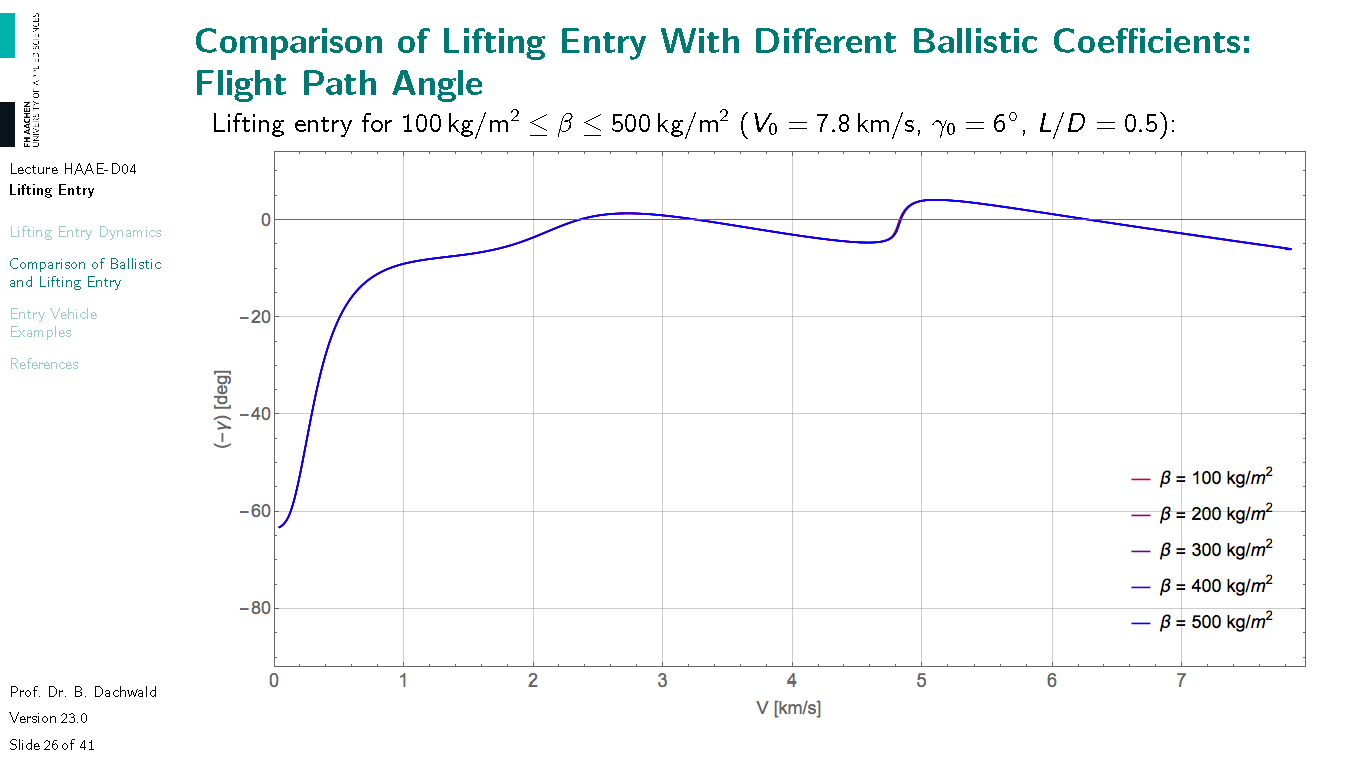 Comparison of Lifting Entry With Different Ballistic Coefficients:
Flight Path Angle
Lifting entry for 100 kg/m² ≤ β ≤ 500 kg/m² (V₀ = 7.8 km/s, γ₀ = 6°, L/D = 0.5):
FH AACHEN
UNIVERSITY OF APPLIED SCIENCES
Lecture HAAE-D04
Lifting Entry
Lifting Entry Dynamics
Comparison of Ballistic
and Lifting Entry
Entry Vehicle
Examples
References
Prof. Dr. B. Dachwald
Version 23.0
Slide 26 of 41
(−γ) [deg]
0
−20
−40
−60
−80
β = 100 kg/m²
β = 200 kg/m²
β = 300 kg/m²
β = 400 kg/m²
β = 500 kg/m²
0 1 2 3 4 5 6 7
V [km/s]